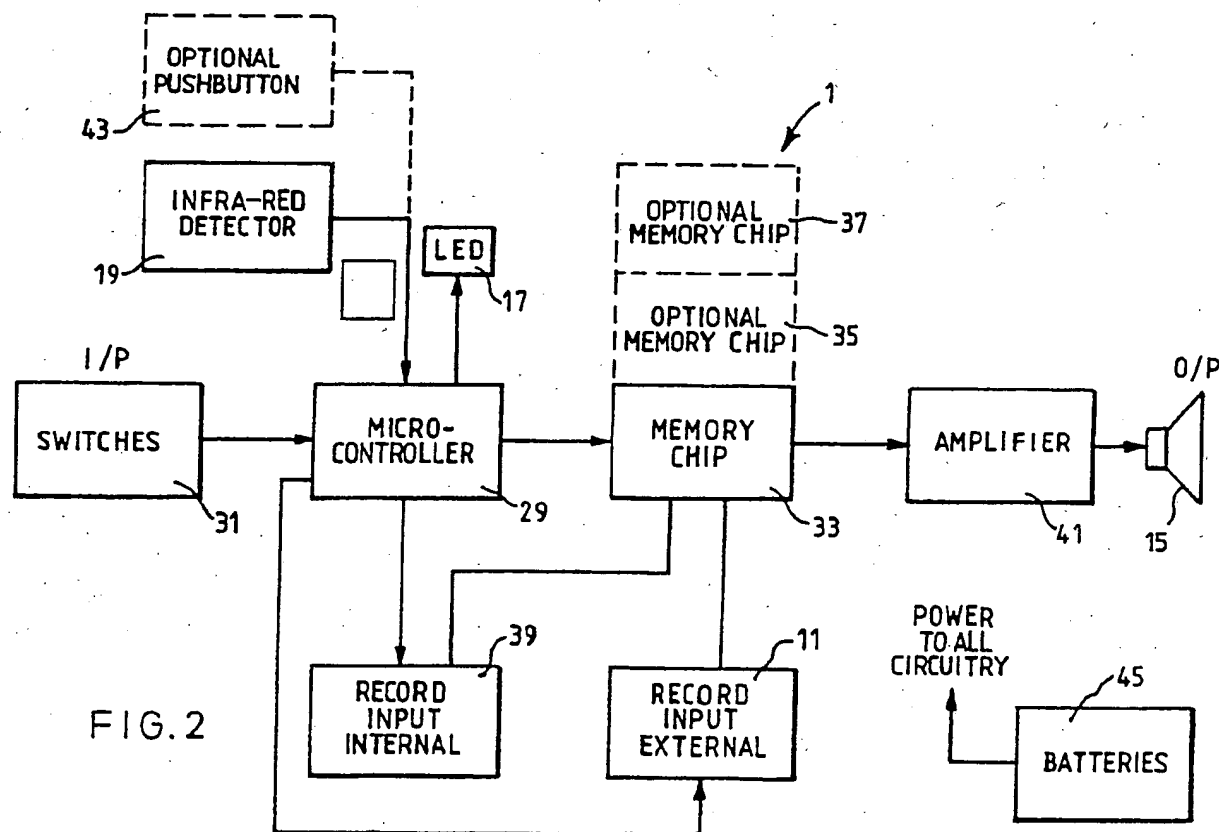 OPTIONAL
PUSHBUTTON
43
1
INFRA-RED
DETECTOR
19
LED
17
OPTIONAL
MEMORY CHIP
37
OPTIONAL
MEMORY CHIP
35
I/P
SWITCHES
31
MICRO-
CONTROLLER
29
MEMORY
CHIP
33
AMPLIFIER
41
O/P
15
39
RECORD
INPUT
INTERNAL
11
RECORD
INPUT
EXTERNAL
POWER
TO ALL
CIRCUITRY
45
BATTERIES
FIG.2